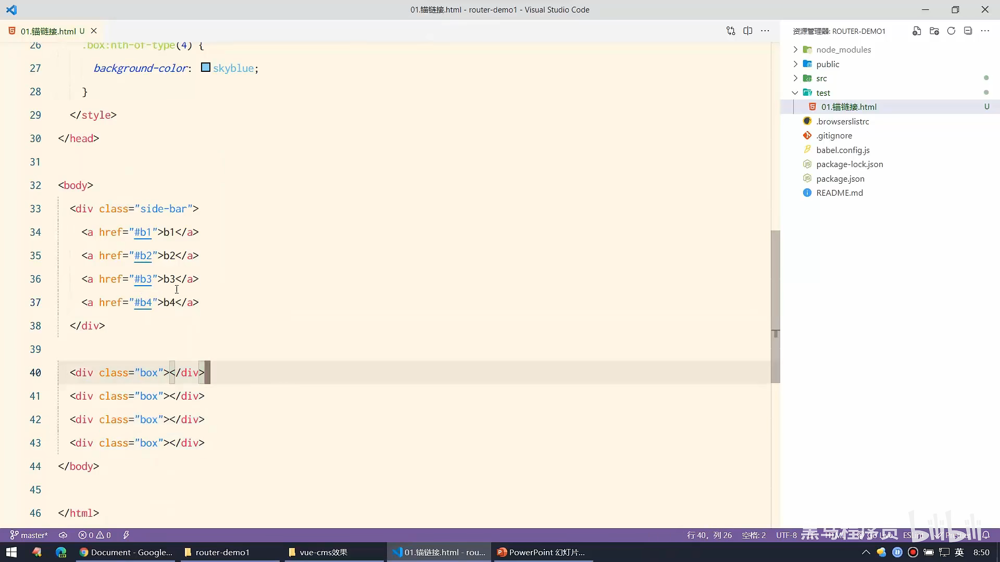 01.锚链接.html - router-demo1 - Visual Studio Code
01.锚链接.html U
资源管理器: ROUTER-DEMO1
26 .box:nth-of-type(4) {
27 background-color: skyblue;
28 }
29 </style>
30 </head>
31
32 <body>
33 <div class="side-bar">
34 <a href="#b1">b1</a>
35 <a href="#b2">b2</a>
36 <a href="#b3">b3</a>
37 <a href="#b4">b4</a>
38 </div>
39
40 <div class="box"></div>
41 <div class="box"></div>
42 <div class="box"></div>
43 <div class="box"></div>
44 </body>
45
46 </html>
node_modules
public
src
test
01.锚链接.html U
.browserslistrc
.gitignore
babel.config.js
package-lock.json
package.json
README.md
master* 0 0
行 40，列 26 空格: 2 UTF-8 HTML Go Live ESLint Prettier
黑马程序员 bilibili
Document - Google...
router-demo1
vue-cms效果
01.锚链接.html - rou...
PowerPoint 幻灯片...
英 8:50